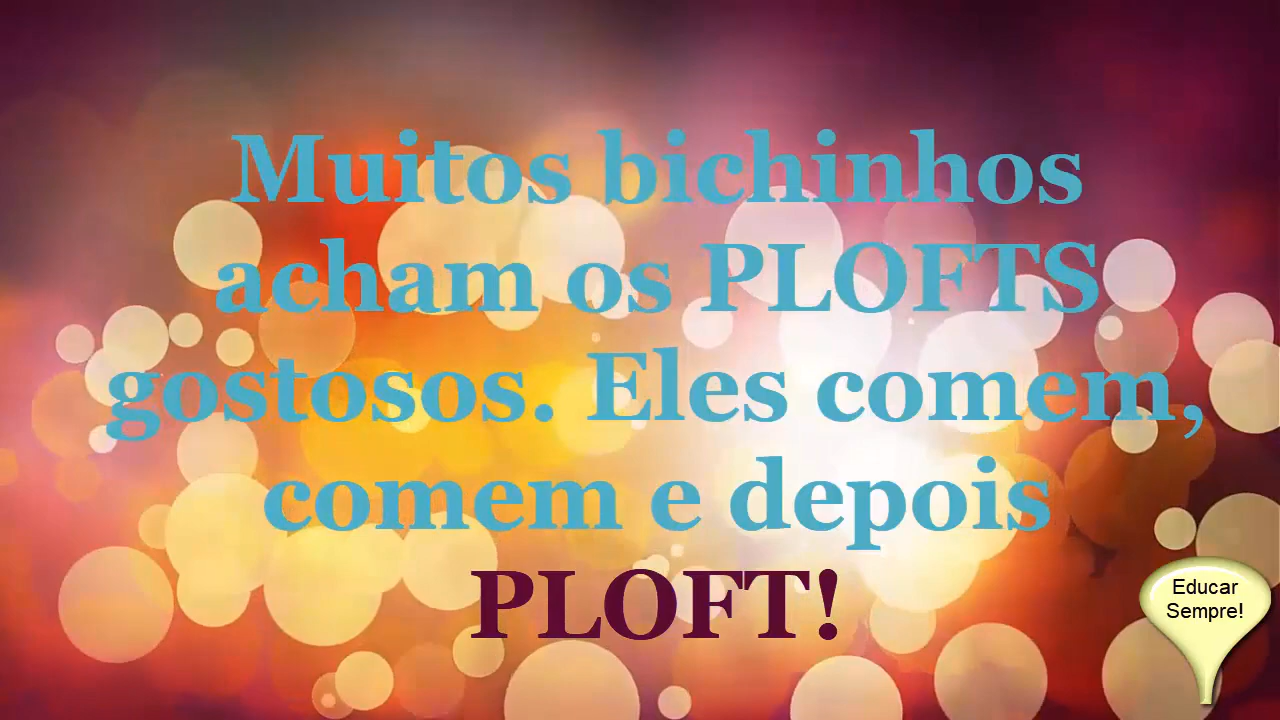 Muitos bichinhos
acham os PLOFTS
gostosos. Eles comem,
comem e depois
PLOFT!
Educar
Sempre!